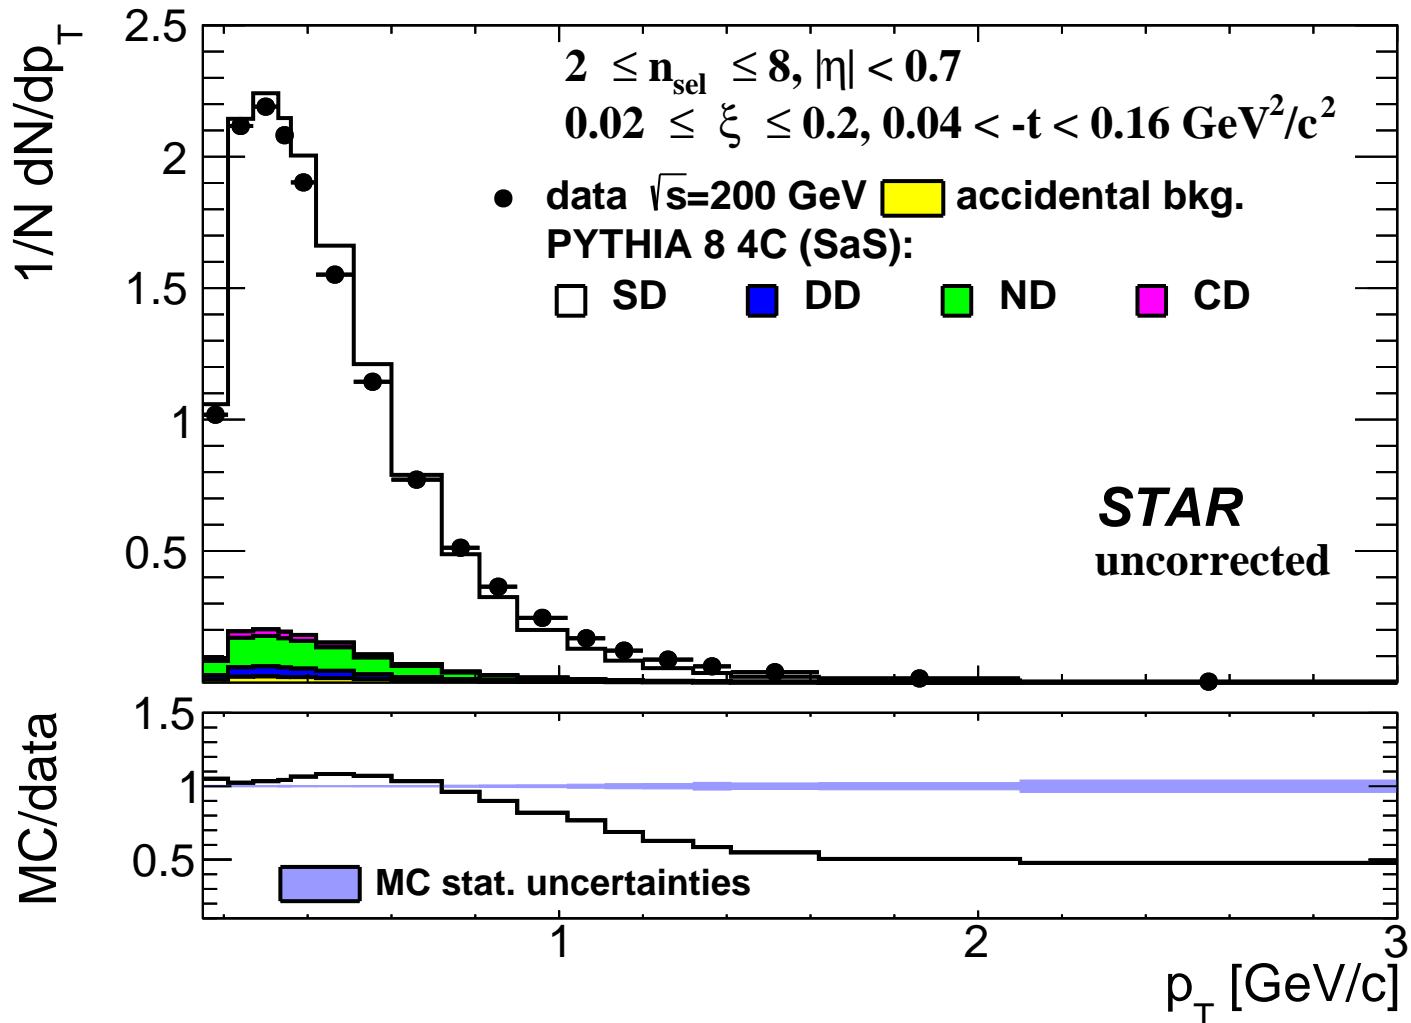 1/N dN/dp_T
2.5
2
1.5
1
0.5
2 ≤ n_sel ≤ 8, |η| < 0.7
0.02 ≤ ξ ≤ 0.2, 0.04 < -t < 0.16 GeV²/c²
data √s=200 GeV accidental bkg.
PYTHIA 8 4C (SaS):
SD DD ND CD
STAR
uncorrected
MC/data
1.5
1
0.5
MC stat. uncertainties
1 2 3
p_T [GeV/c]